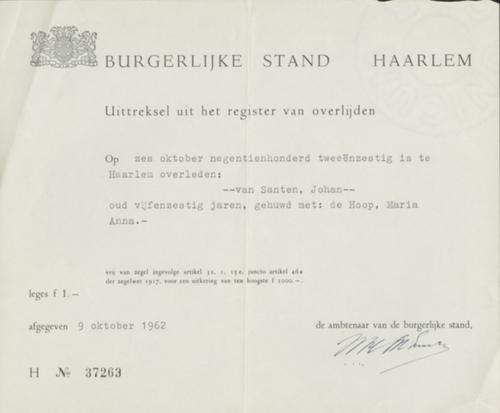 BURGERLIJKE STAND HAARLEM
Uittreksel uit het register van overlijden
Op zes oktober negentienhonderd tweeënzestig is te
Haarlem overleden:
--van Santen, Johan--
oud vijfenzestig jaren, gehuwd met: de Hoop, Maria
Anna.-
vrij van zegel ingevolge artikel 32. 1, 13e, juncto artikel 46a
der zegelwet 1917, voor een uitkering van ten hoogste f 1000.-.
leges f 1.-
afgegeven 9 oktober 1962
de ambtenaar van de burgerlijke stand,
H № 37263